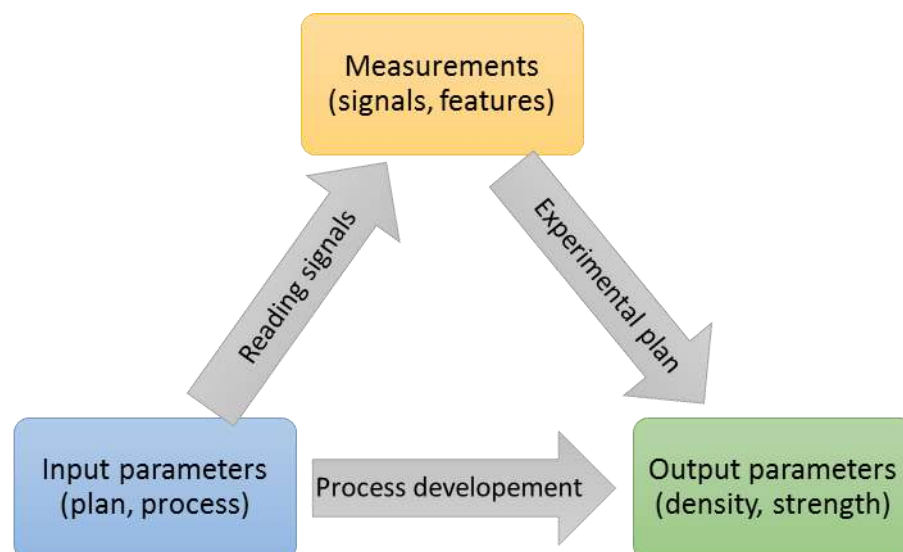 Measurements
(signals, features)
Reading signals
Experimental plan
Input parameters
(plan, process)
Process developement
Output parameters
(density, strength)